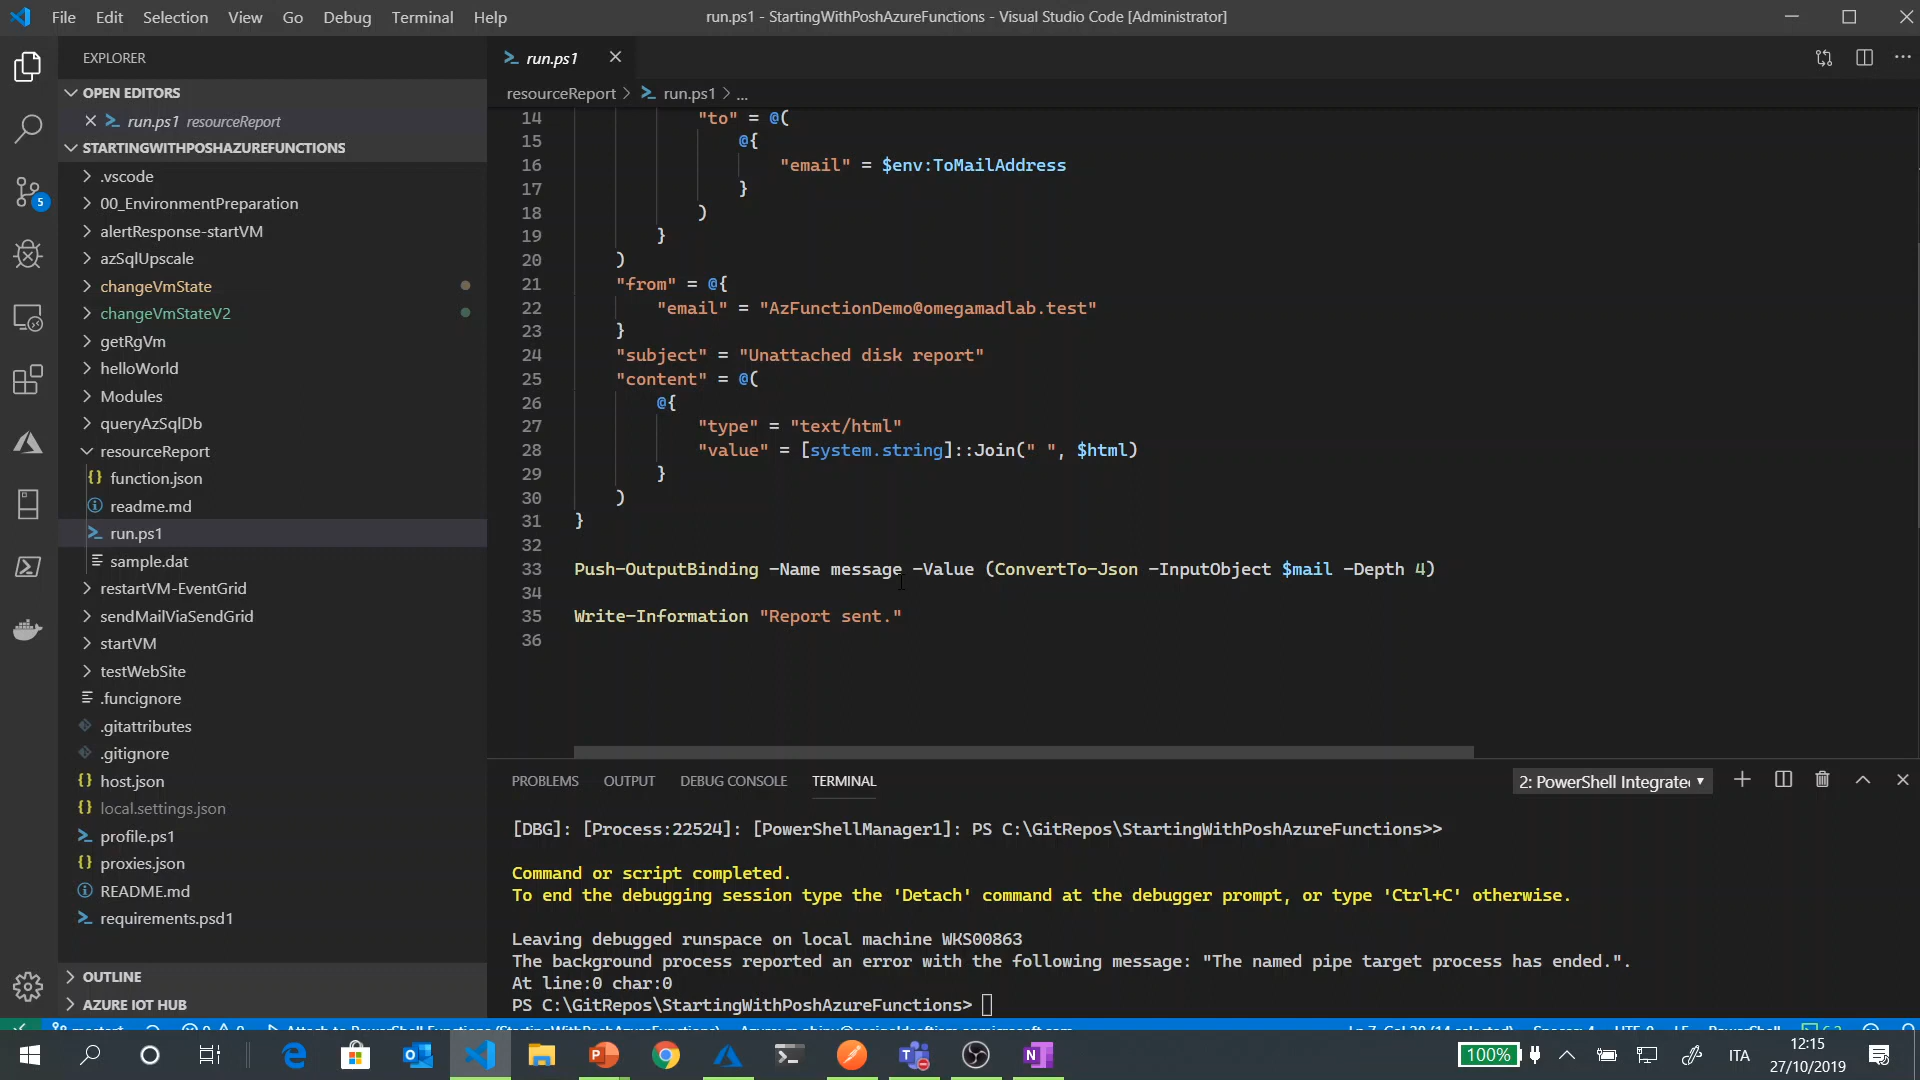 File Edit Selection View Go Debug Terminal Help
run.ps1 - StartingWithPoshAzureFunctions - Visual Studio Code [Administrator]
EXPLORER
OPEN EDITORS
run.ps1 resourceReport
STARTINGWITHPOSHAZUREFUNCTIONS
.vscode
00_EnvironmentPreparation
alertResponse-startVM
azSqlUpscale
changeVmState
changeVmStateV2
getRgVm
helloWorld
Modules
queryAzSqlDb
resourceReport
function.json
readme.md
run.ps1
sample.dat
restartVM-EventGrid
sendMailViaSendGrid
startVM
testWebSite
.funcignore
.gitattributes
.gitignore
host.json
local.settings.json
profile.ps1
proxies.json
README.md
requirements.psd1
OUTLINE
AZURE IOT HUB
5
run.ps1
resourceReport > run.ps1 > ...
14 "to" = @(
15 @{
16 "email" = $env:ToMailAddress
17 }
18 )
19 }
20 )
21 "from" = @{
22 "email" = "AzFunctionDemo@omegamadlab.test"
23 }
24 "subject" = "Unattached disk report"
25 "content" = @(
26 @{
27 "type" = "text/html"
28 "value" = [system.string]::Join(" ", $html)
29 }
30 )
31 }
32
33 Push-OutputBinding -Name message -Value (ConvertTo-Json -InputObject $mail -Depth 4)
34
35 Write-Information "Report sent."
36
PROBLEMS OUTPUT DEBUG CONSOLE TERMINAL
2: PowerShell Integrate
[DBG]: [Process:22524]: [PowerShellManager1]: PS C:\GitRepos\StartingWithPoshAzureFunctions>>
Command or script completed.
To end the debugging session type the 'Detach' command at the debugger prompt, or type 'Ctrl+C' otherwise.
Leaving debugged runspace on local machine WKS00863
The background process reported an error with the following message: "The named pipe target process has ended.".
At line:0 char:0
PS C:\GitRepos\StartingWithPoshAzureFunctions>
100%
ITA
12:15
27/10/2019